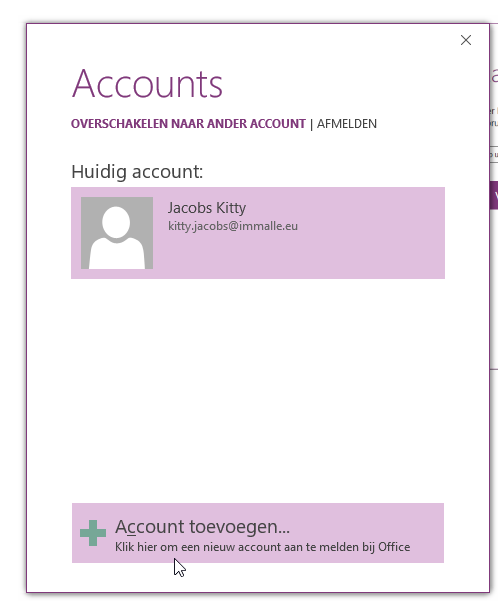 Accounts
OVERSCHAKELEN NAAR ANDER ACCOUNT | AFMELDEN
Huidig account:
Jacobs Kitty
kitty.jacobs@immalle.eu
Account toevoegen...
Klik hier om een nieuw account aan te melden bij Office